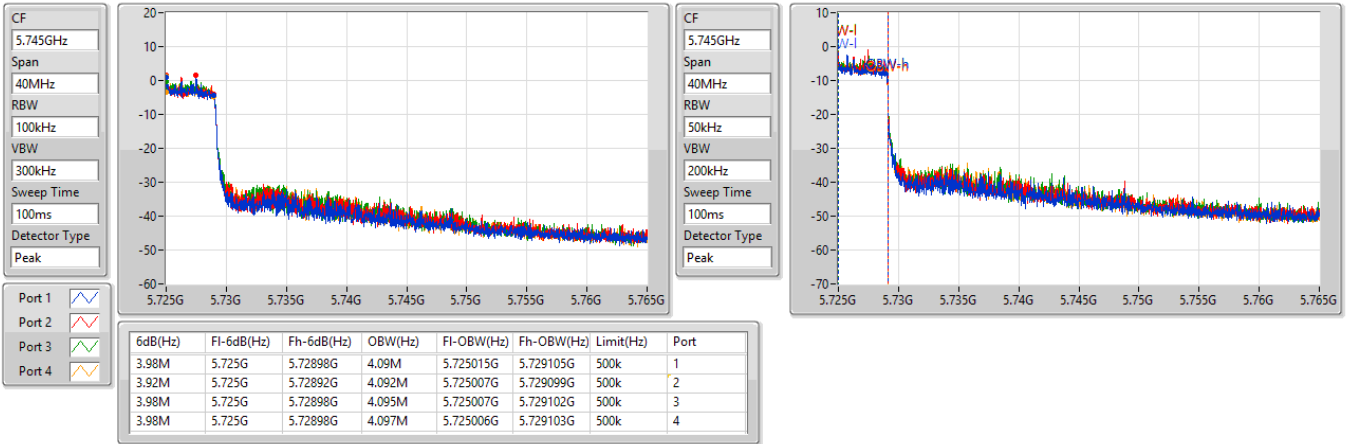 CF
5.745GHz
Span
40MHz
RBW
100kHz
VBW
300kHz
Sweep Time
100ms
Detector Type
Peak
20
10
0
-10
-20
-30
-40
-50
-60
5.725G 5.73G 5.735G 5.74G 5.745G 5.75G 5.755G 5.76G 5.765G
CF
5.745GHz
Span
40MHz
RBW
50kHz
VBW
200kHz
Sweep Time
100ms
Detector Type
Peak
10
0
-10
-20
-30
-40
-50
-60
-70
W-l
W-l
OBW-h
5.725G 5.73G 5.735G 5.74G 5.745G 5.75G 5.755G 5.76G 5.765G
Port 1
Port 2
Port 3
Port 4
6dB(Hz) Fl-6dB(Hz) Fh-6dB(Hz) OBW(Hz) Fl-OBW(Hz) Fh-OBW(Hz) Limit(Hz) Port
3.98M 5.725G 5.72898G 4.09M 5.725015G 5.729105G 500k 1
3.92M 5.725G 5.72892G 4.092M 5.725007G 5.729099G 500k 2
3.98M 5.725G 5.72898G 4.095M 5.725007G 5.729102G 500k 3
3.98M 5.725G 5.72898G 4.097M 5.725006G 5.729103G 500k 4